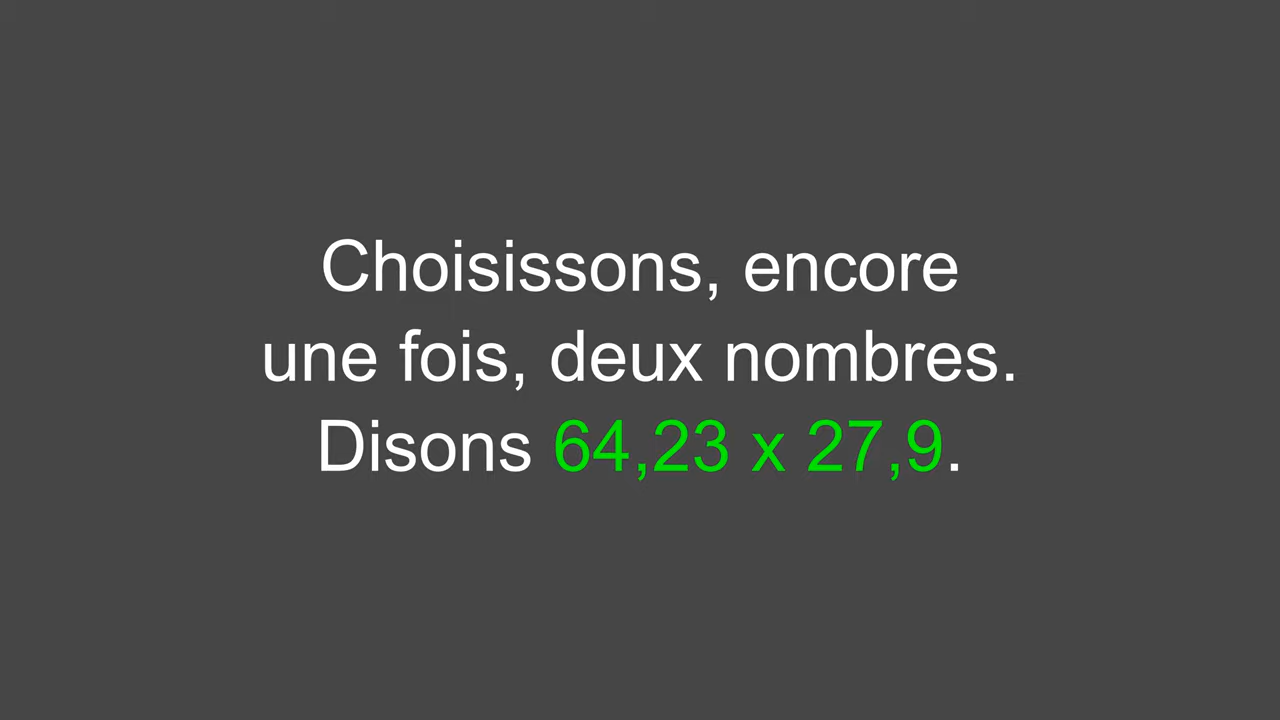 Choisissons, encore
une fois, deux nombres.
Disons 64,23 x 27,9.